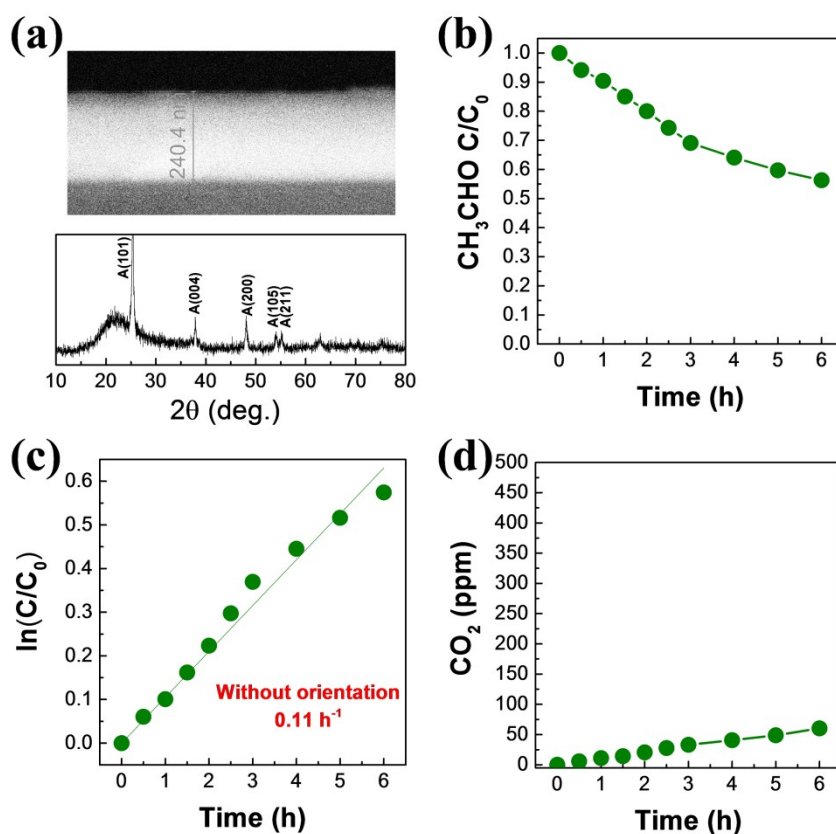 (a)
240.4 nm
A(101)
A(004)
A(200)
A(105)
A(211)
10 20 30 40 50 60 70 80
2θ (deg.)
(b)
CH₃CHO C/C₀
1.0
0.9
0.8
0.7
0.6
0.5
0.4
0.3
0.2
0.1
0.0
0 1 2 3 4 5 6
Time (h)
(c)
ln(C/C₀)
0.6
0.5
0.4
0.3
0.2
0.1
0.0
Without orientation
0.11 h⁻¹
0 1 2 3 4 5 6
Time (h)
(d)
CO₂ (ppm)
500
450
400
350
300
250
200
150
100
50
0
0 1 2 3 4 5 6
Time (h)